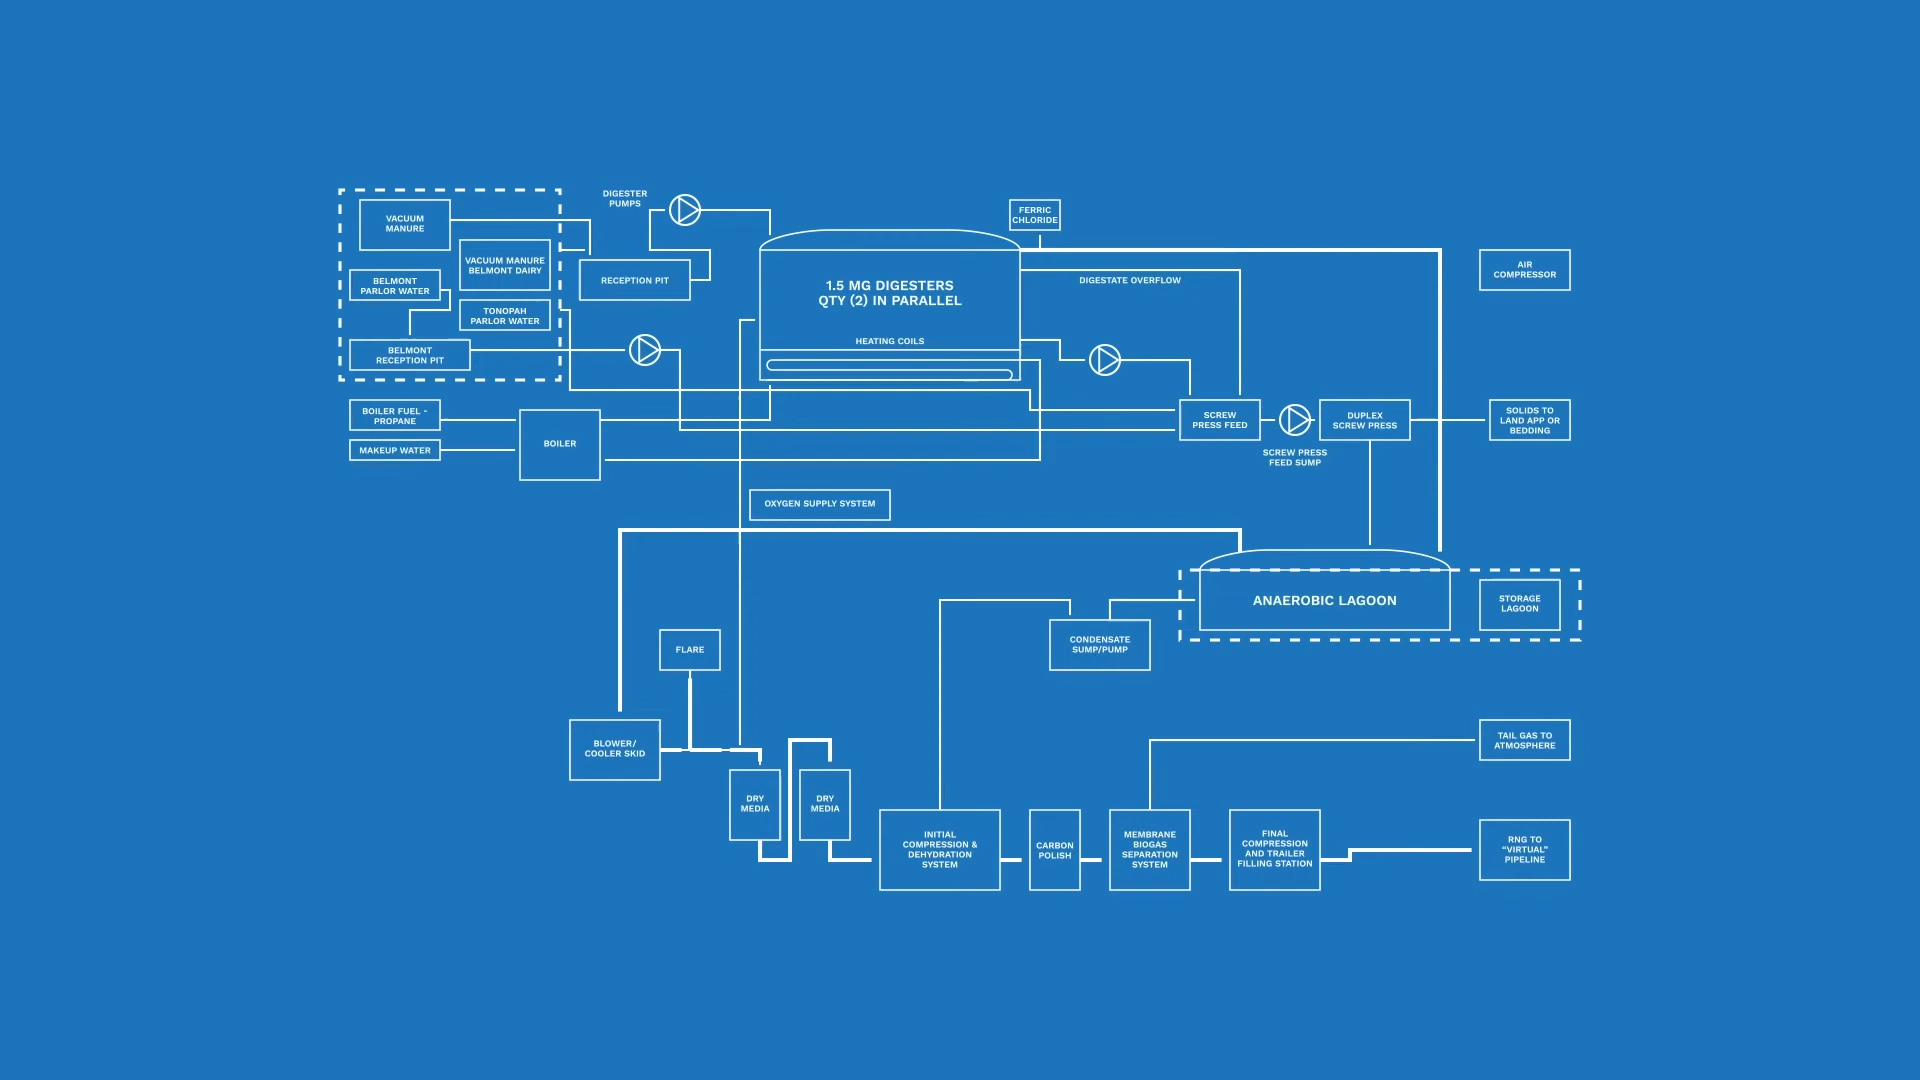 VACUUM
MANURE
VACUUM MANURE
BELMONT DAIRY
BELMONT
PARLOR WATER
TONOPAH
PARLOR WATER
BELMONT
RECEPTION PIT
DIGESTER
PUMPS
RECEPTION PIT
1.5 MG DIGESTERS
QTY (2) IN PARALLEL
HEATING COILS
FERRIC
CHLORIDE
DIGESTATE OVERFLOW
AIR
COMPRESSOR
BOILER FUEL -
PROPANE
MAKEUP WATER
BOILER
SCREW
PRESS FEED
SCREW PRESS
FEED SUMP
DUPLEX
SCREW PRESS
SOLIDS TO
LAND APP OR
BEDDING
OXYGEN SUPPLY SYSTEM
ANAEROBIC LAGOON
STORAGE
LAGOON
CONDENSATE
SUMP/PUMP
FLARE
BLOWER/
COOLER SKID
DRY
MEDIA
DRY
MEDIA
INITIAL
COMPRESSION &
DEHYDRATION
SYSTEM
CARBON
POLISH
MEMBRANE
BIOGAS
SEPARATION
SYSTEM
FINAL
COMPRESSION
AND TRAILER
FILLING STATION
TAIL GAS TO
ATMOSPHERE
RNG TO
“VIRTUAL”
PIPELINE